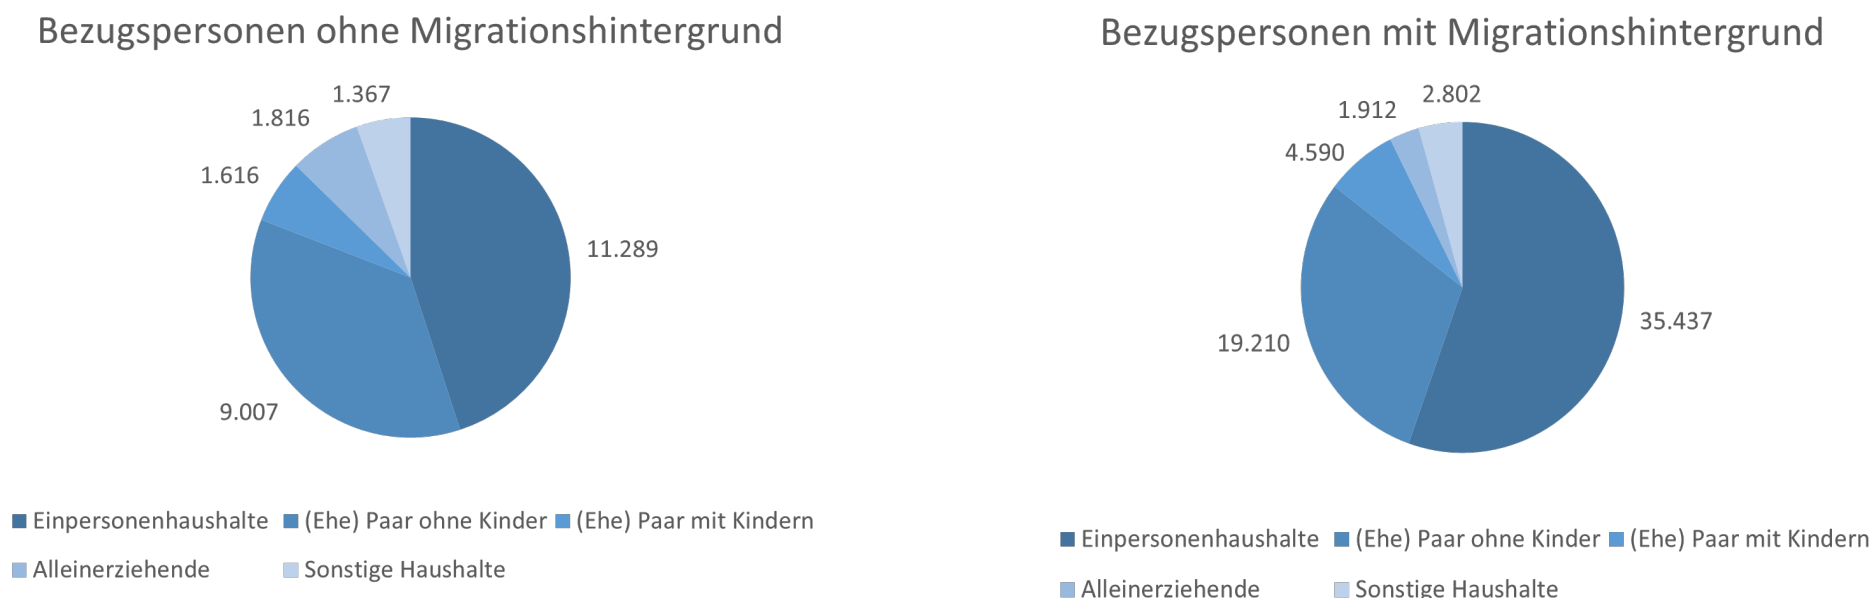 Bezugspersonen ohne Migrationshintergrund
1.367
1.816
1.616
11.289
9.007
Einpersonenhaushalte (Ehe) Paar ohne Kinder (Ehe) Paar mit Kindern
Alleinerziehende Sonstige Haushalte
Bezugspersonen mit Migrationshintergrund
2.802
1.912
4.590
35.437
19.210
Einpersonenhaushalte (Ehe) Paar ohne Kinder (Ehe) Paar mit Kindern
Alleinerziehende Sonstige Haushalte